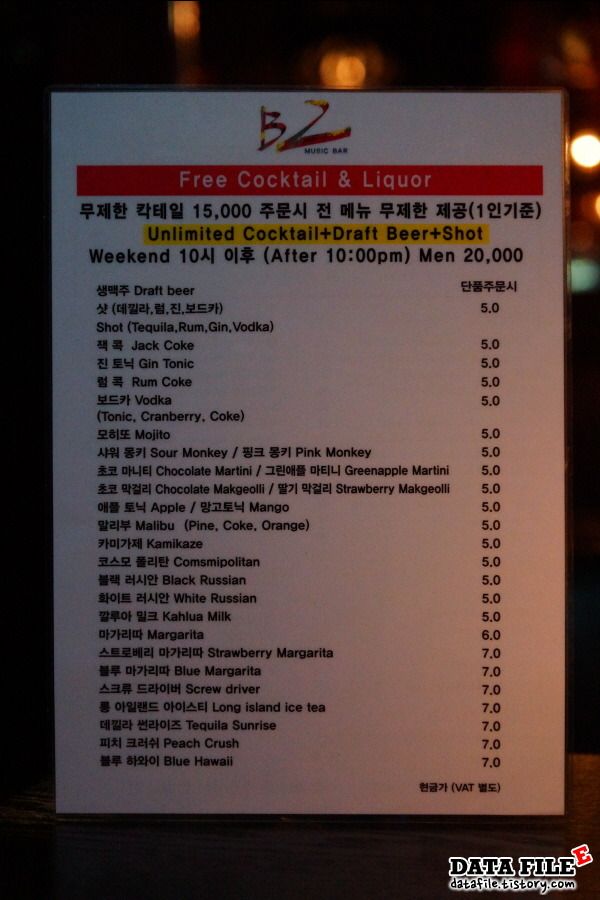 BZ
MUSIC BAR
Free Cocktail & Liquor
무제한 칵테일 15,000 주문시 전 메뉴 무제한 제공(1인기준)
Unlimited Cocktail+Draft Beer+Shot
Weekend 10시 이후 (After 10:00pm) Men 20,000
생맥주 Draft beer 단품주문시
샷 (데낄라,럼,진,보드카) 5.0
Shot (Tequila,Rum,Gin,Vodka)
잭 콕 Jack Coke 5.0
진 토닉 Gin Tonic 5.0
럼 콕 Rum Coke 5.0
보드카 Vodka 5.0
(Tonic, Cranberry, Coke)
모히또 Mojito 5.0
샤워 몽키 Sour Monkey / 핑크 몽키 Pink Monkey 5.0
초코 마니티 Chocolate Martini / 그린애플 마티니 Greenapple Martini 5.0
초코 막걸리 Chocolate Makgeolli / 딸기 막걸리 Strawberry Makgeolli 5.0
애플 토닉 Apple / 망고토닉 Mango 5.0
말리부 Malibu (Pine, Coke, Orange) 5.0
카미가제 Kamikaze 5.0
코스모 폴리탄 Comsmipolitan 5.0
블랙 러시안 Black Russian 5.0
화이트 러시안 White Russian 5.0
깔루아 밀크 Kahlua Milk 5.0
마가리따 Margarita 6.0
스트로베리 마가리따 Strawberry Margarita 7.0
블루 마가리따 Blue Margarita 7.0
스크류 드라이버 Screw driver 7.0
롱 아일랜드 아이스티 Long island ice tea 7.0
데낄라 썬라이즈 Tequila Sunrise 7.0
피치 크러쉬 Peach Crush 7.0
블루 하와이 Blue Hawaii 7.0
현금가 (VAT 별도)
DATA FILE E
datafile.tistory.com